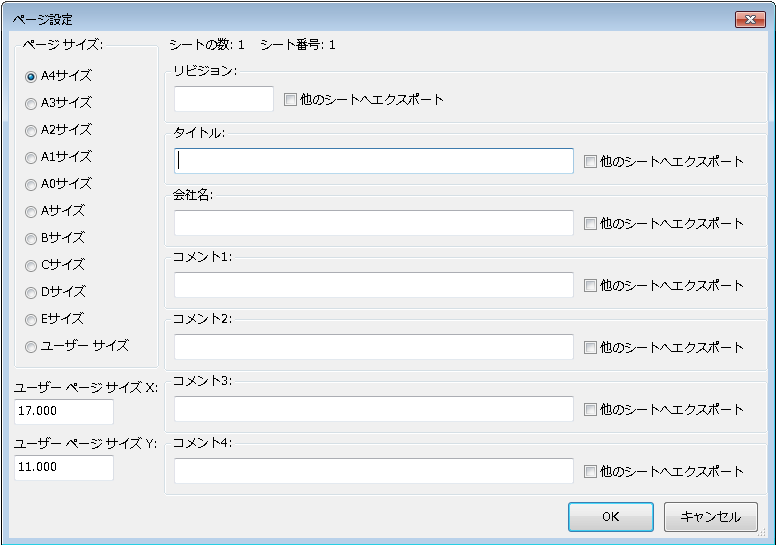 ページ設定
ページ サイズ:
A4サイズ
A3サイズ
A2サイズ
A1サイズ
A0サイズ
Aサイズ
Bサイズ
Cサイズ
Dサイズ
Eサイズ
ユーザー サイズ
ユーザー ページ サイズ X:
17.000
ユーザー ページ サイズ Y:
11.000
シートの数: 1 シート番号: 1
リビジョン:
他のシートへエクスポート
タイトル:
他のシートへエクスポート
会社名:
他のシートへエクスポート
コメント1:
他のシートへエクスポート
コメント2:
他のシートへエクスポート
コメント3:
他のシートへエクスポート
コメント4:
他のシートへエクスポート
OK キャンセル